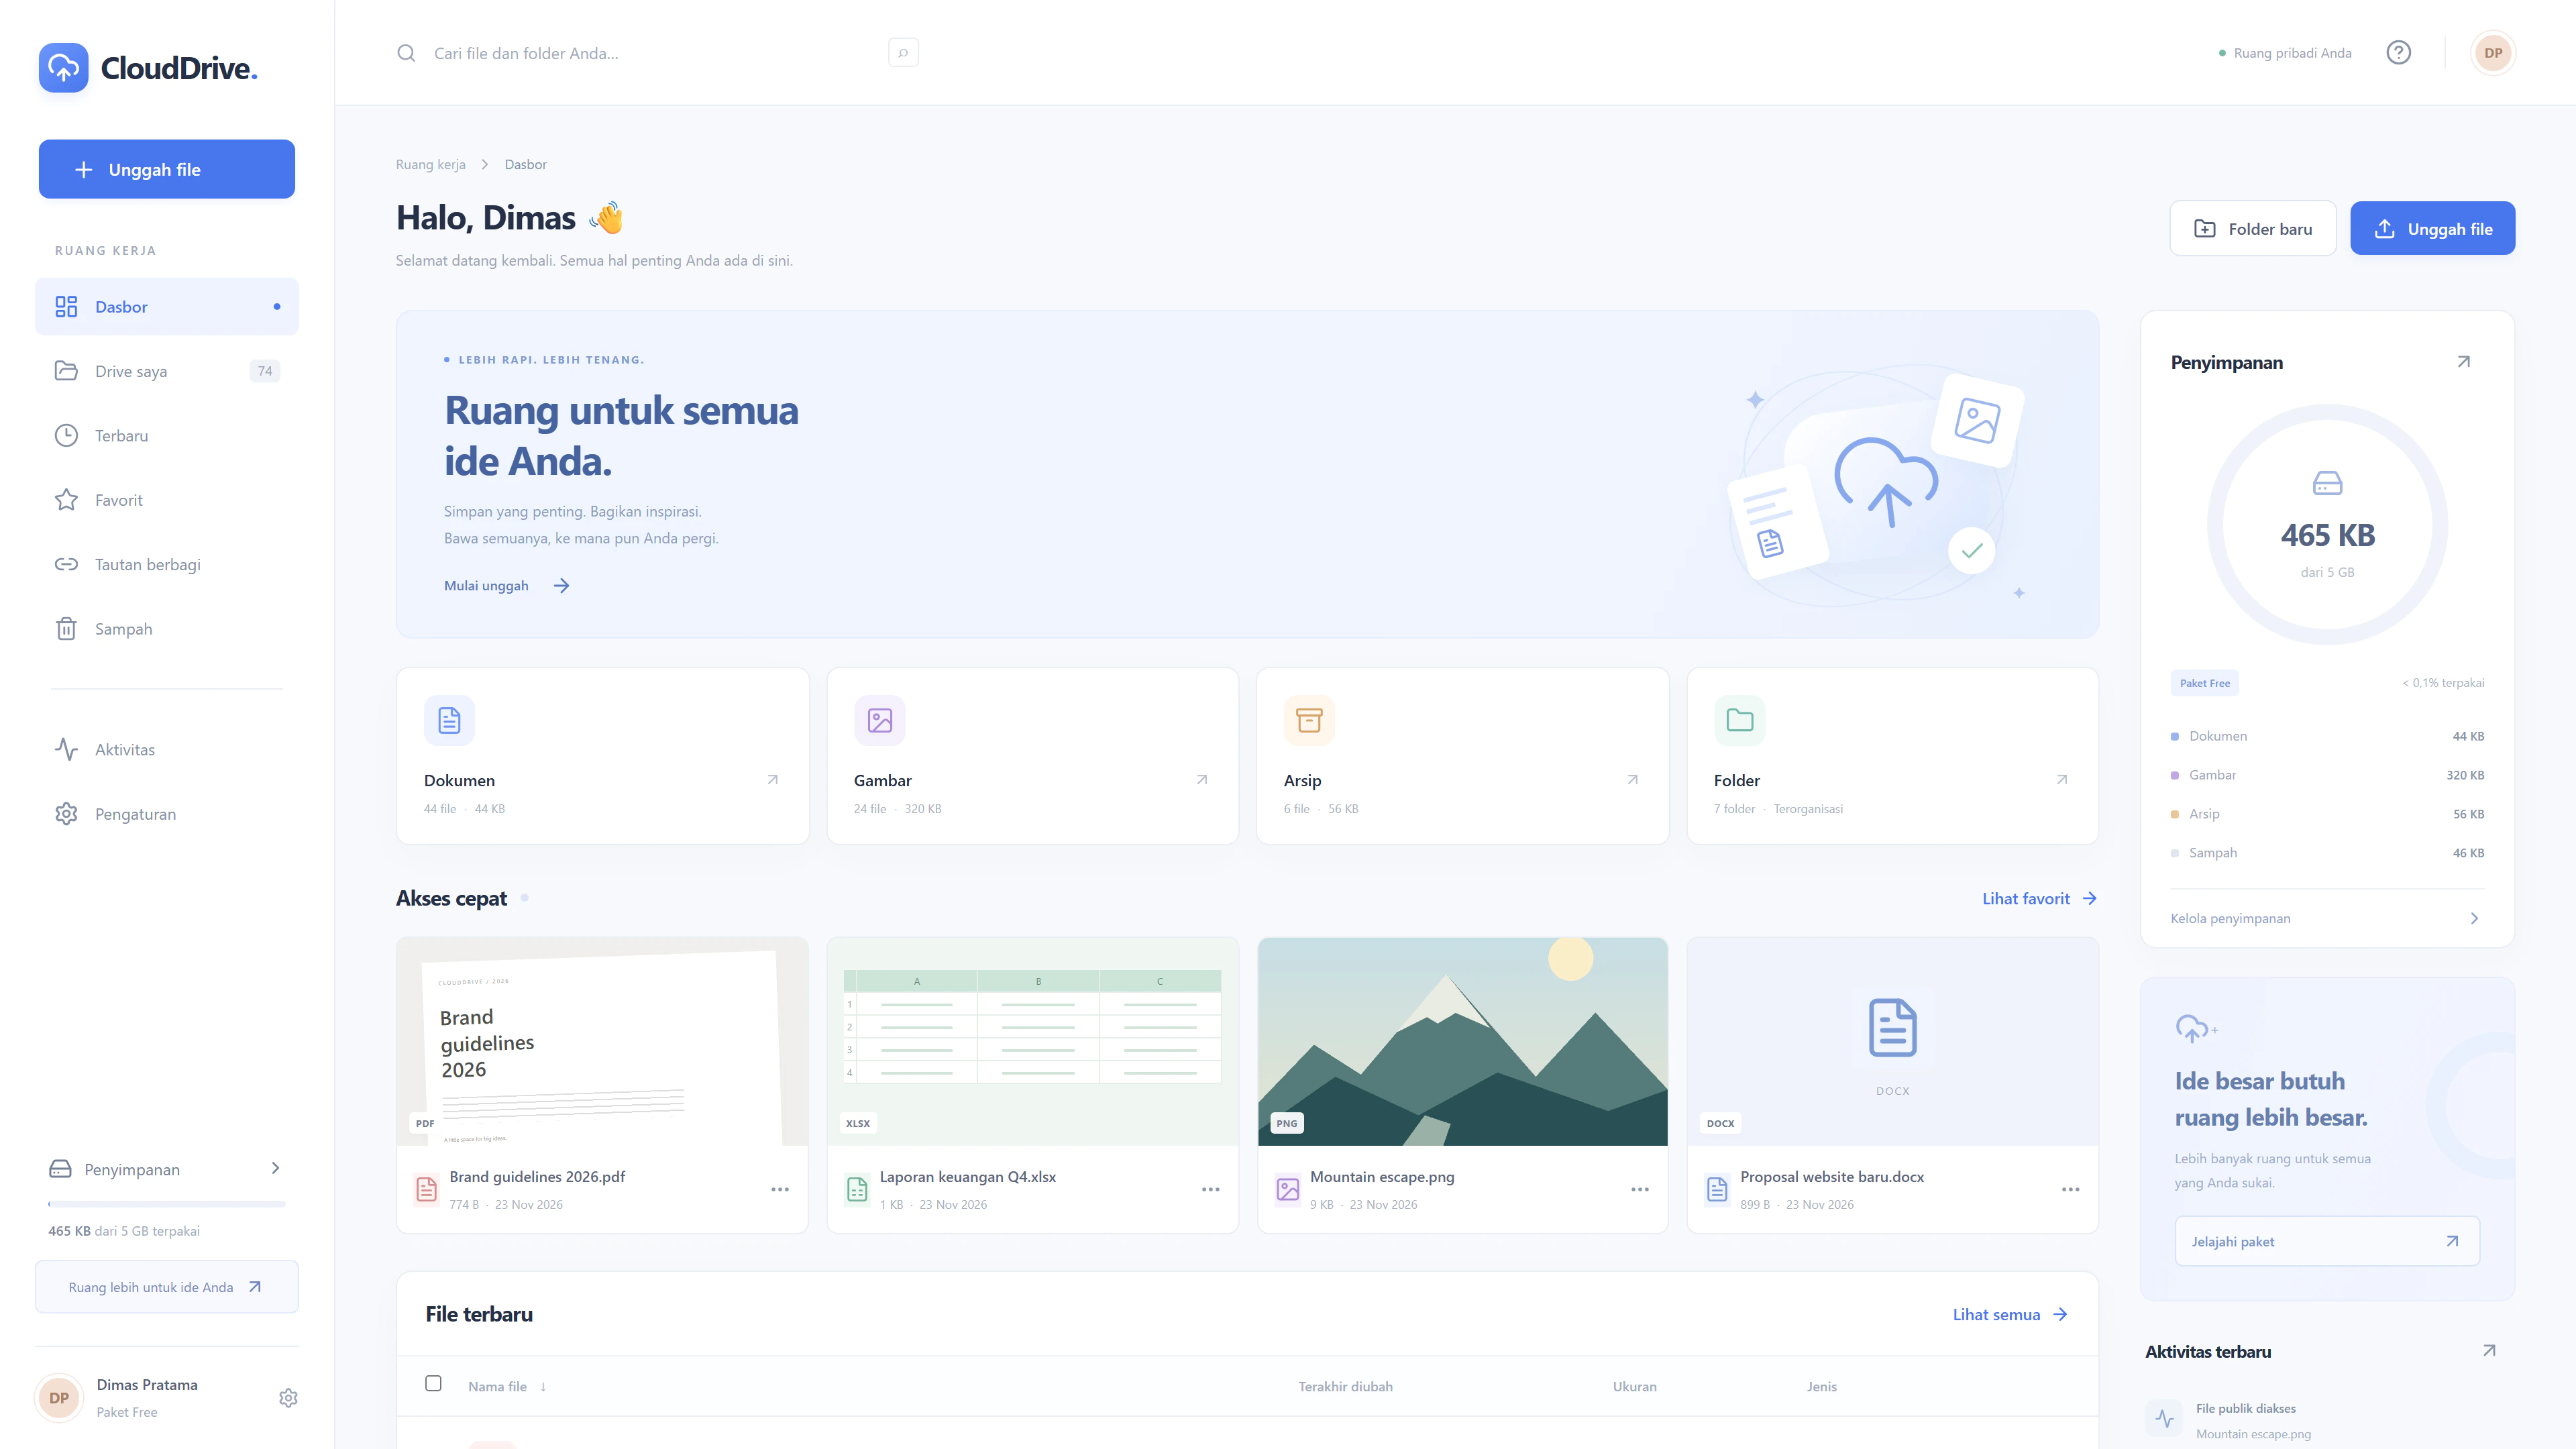 CloudDrive.
Unggah file
RUANG KERJA
Dasbor
Drive saya
74
Terbaru
Favorit
Tautan berbagi
Sampah
Aktivitas
Pengaturan
Penyimpanan
465 KB dari 5 GB terpakai
Ruang lebih untuk ide Anda
DP
Dimas Pratama
Paket Free
Cari file dan folder Anda...
Ruang pribadi Anda
DP
Ruang kerja
Dasbor
Halo, Dimas 👋
Selamat datang kembali. Semua hal penting Anda ada di sini.
Folder baru
Unggah file
LEBIH RAPI. LEBIH TENANG.
Ruang untuk semua
ide Anda.
Simpan yang penting. Bagikan inspirasi.
Bawa semuanya, ke mana pun Anda pergi.
Mulai unggah
Dokumen
44 file · 44 KB
Gambar
24 file · 320 KB
Arsip
6 file · 56 KB
Folder
7 folder · Terorganisasi
Akses cepat
Lihat favorit
CLOUDDRIVE / 2026
Brand
guidelines
2026
A little space for big ideas.
PDF
Brand guidelines 2026.pdf
774 B · 23 Nov 2026
A B C
1
2
3
4
XLSX
Laporan keuangan Q4.xlsx
1 KB · 23 Nov 2026
PNG
Mountain escape.png
9 KB · 23 Nov 2026
DOCX
DOCX
Proposal website baru.docx
899 B · 23 Nov 2026
File terbaru
Lihat semua
Nama file ↓ Terakhir diubah Ukuran Jenis
Penyimpanan
465 KB
dari 5 GB
Paket Free
< 0,1% terpakai
Dokumen 44 KB
Gambar 320 KB
Arsip 56 KB
Sampah 46 KB
Kelola penyimpanan
Ide besar butuh
ruang lebih besar.
Lebih banyak ruang untuk semua
yang Anda sukai.
Jelajahi paket
Aktivitas terbaru
File publik diakses
Mountain escape.png